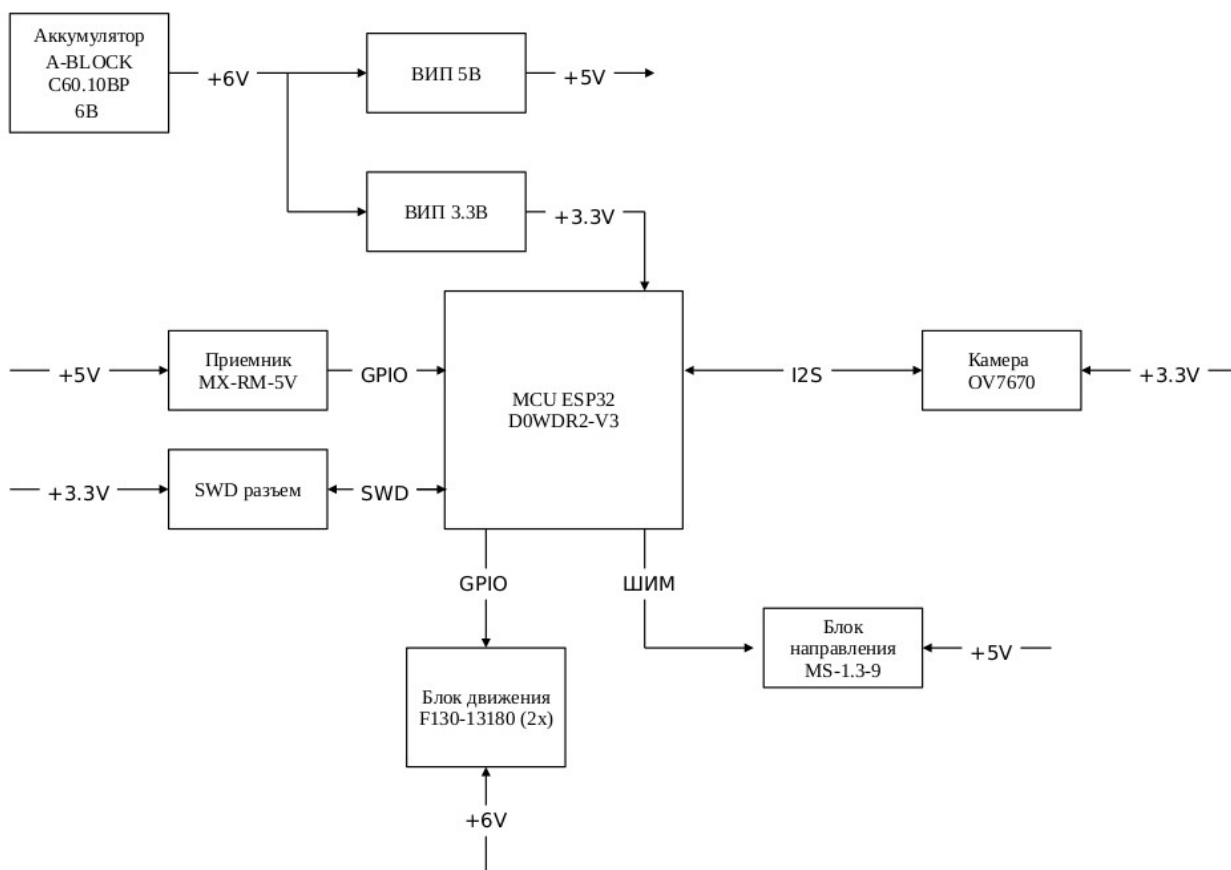 Аккумулятор
A-BLOCK
C60.10BP
6В
+6V
ВИП 5В
+5V
ВИП 3.3В
+3.3V
+5V
Приемник
MX-RM-5V
GPIO
MCU ESP32
D0WDR2-V3
I2S
Камера
OV7670
+3.3V
+3.3V
SWD разъем
SWD
GPIO
ШИМ
Блок
направления
MS-1.3-9
+5V
Блок движения
F130-13180 (2x)
+6V